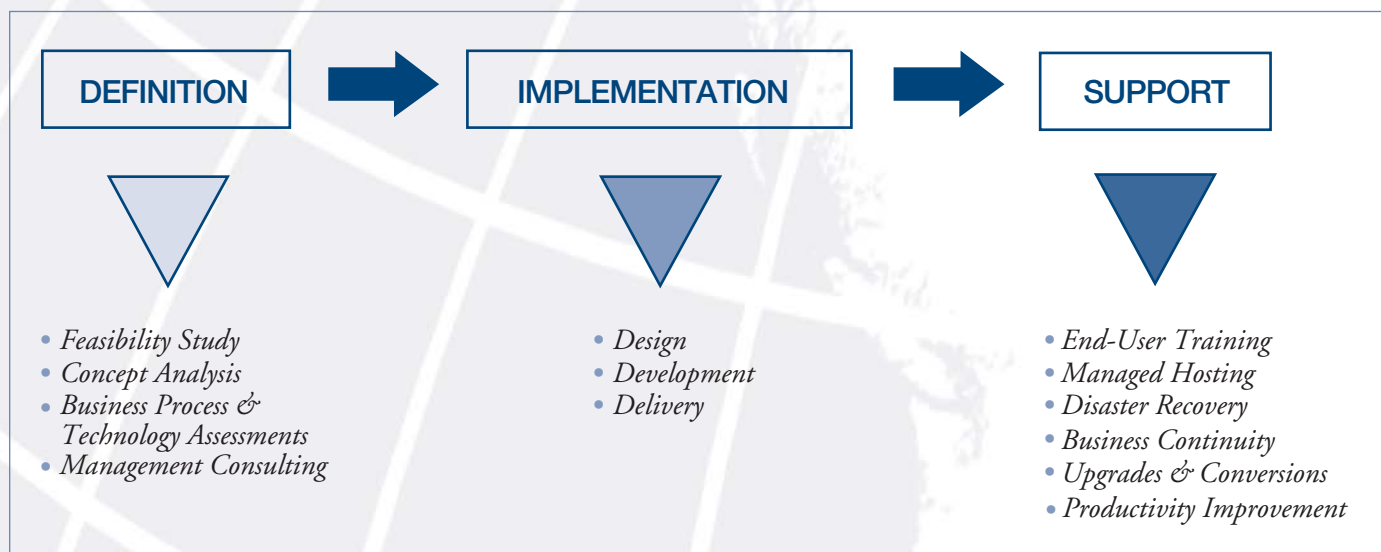 DEFINITION
IMPLEMENTATION
SUPPORT
• Feasibility Study
• Concept Analysis
• Business Process &
Technology Assessments
• Management Consulting
• Design
• Development
• Delivery
• End-User Training
• Managed Hosting
• Disaster Recovery
• Business Continuity
• Upgrades & Conversions
• Productivity Improvement